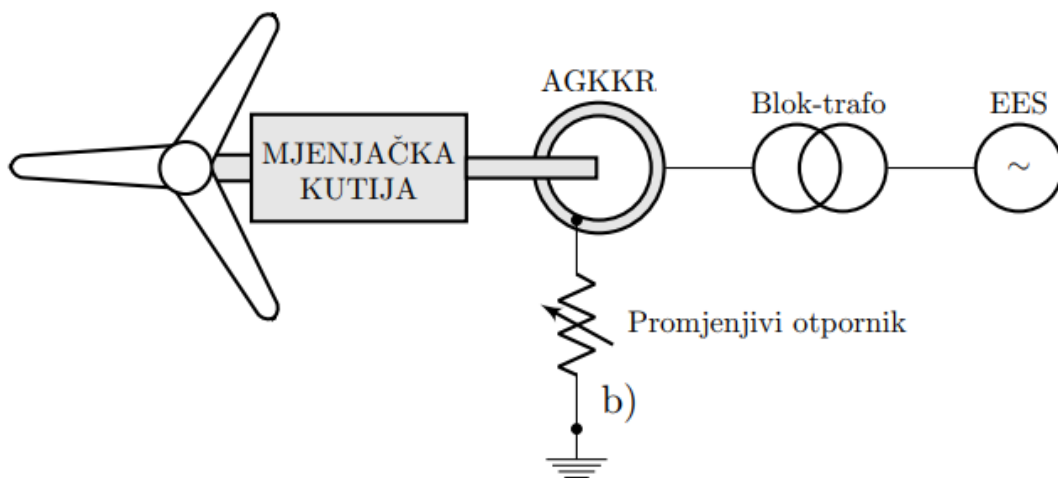 AGKKR
Blok-trafo
EES
MJENJAČKA
KUTIJA
~
Promjenjivi otpornik
b)